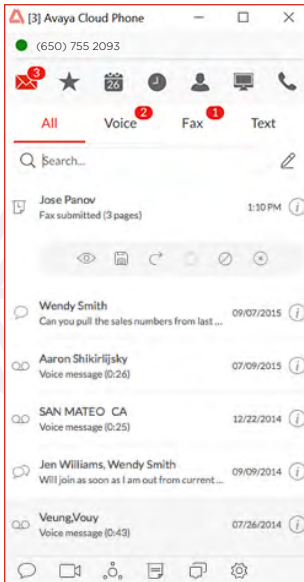 [3] Avaya Cloud Phone
(650) 755 2093
3
26
All Voice 2 Fax 1 Text
Search...
Jose Panov
1:10 PM
Fax submitted (3 pages)
Wendy Smith
09/07/2015
Can you pull the sales numbers from last ...
Aaron Shikirlijsky
07/09/2015
Voice message (0:26)
SAN MATEO CA
12/22/2014
Voice message (0:25)
Jen Williams, Wendy Smith
09/09/2014
Will join as soon as I am out from current ...
Veung,Vouy
07/26/2014
Voice message (0:43)